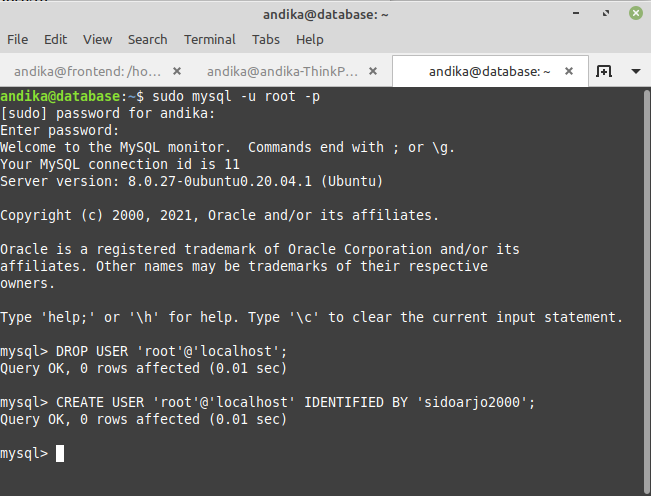 andika@database: ~
File Edit View Search Terminal Tabs Help
andika@frontend: /ho... andika@andika-ThinkP... andika@database: ~
andika@database:~$ sudo mysql -u root -p
[sudo] password for andika:
Enter password:
Welcome to the MySQL monitor.  Commands end with ; or \g.
Your MySQL connection id is 11
Server version: 8.0.27-0ubuntu0.20.04.1 (Ubuntu)
Copyright (c) 2000, 2021, Oracle and/or its affiliates.
Oracle is a registered trademark of Oracle Corporation and/or its
affiliates. Other names may be trademarks of their respective
owners.
Type 'help;' or '\h' for help. Type '\c' to clear the current input statement.
mysql> DROP USER 'root'@'localhost';
Query OK, 0 rows affected (0.01 sec)
mysql> CREATE USER 'root'@'localhost' IDENTIFIED BY 'sidoarjo2000';
Query OK, 0 rows affected (0.01 sec)
mysql>